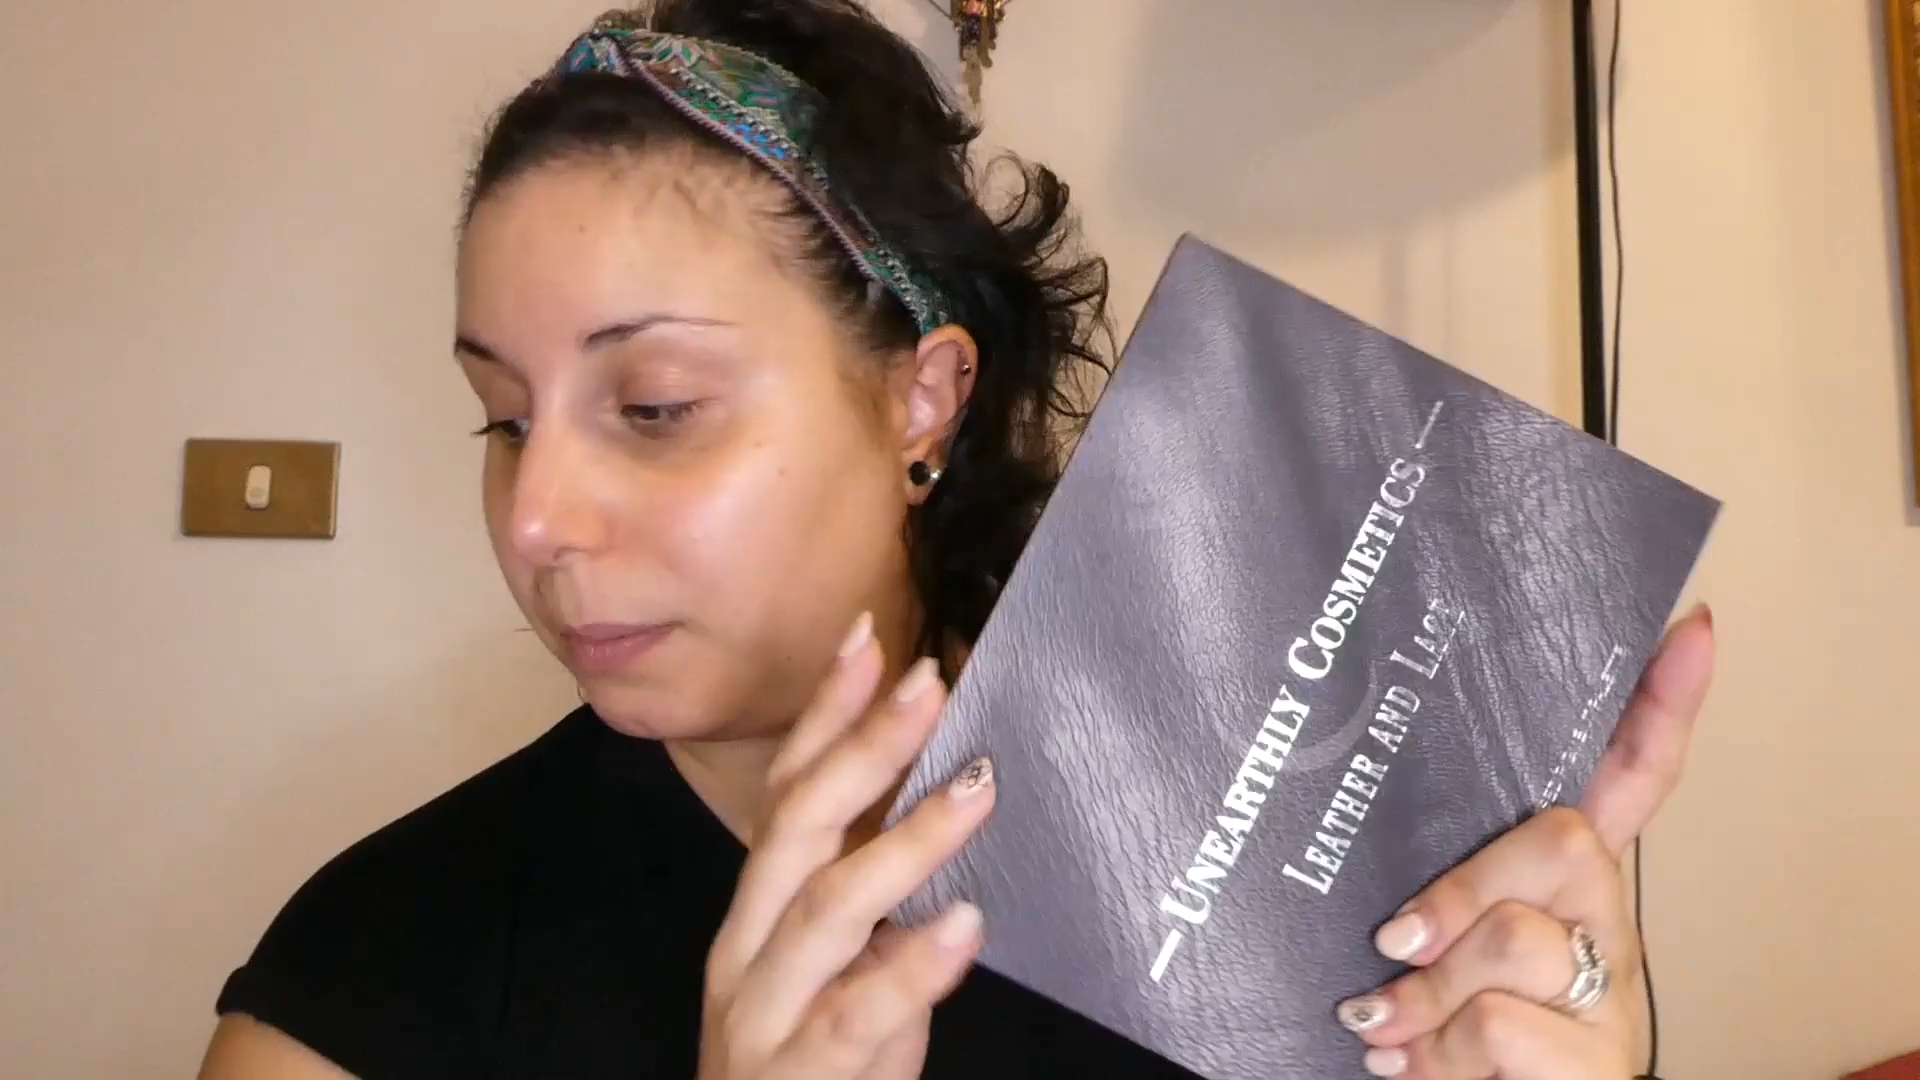 — UNEARTHLY COSMETICS —
LEATHER AND LACE